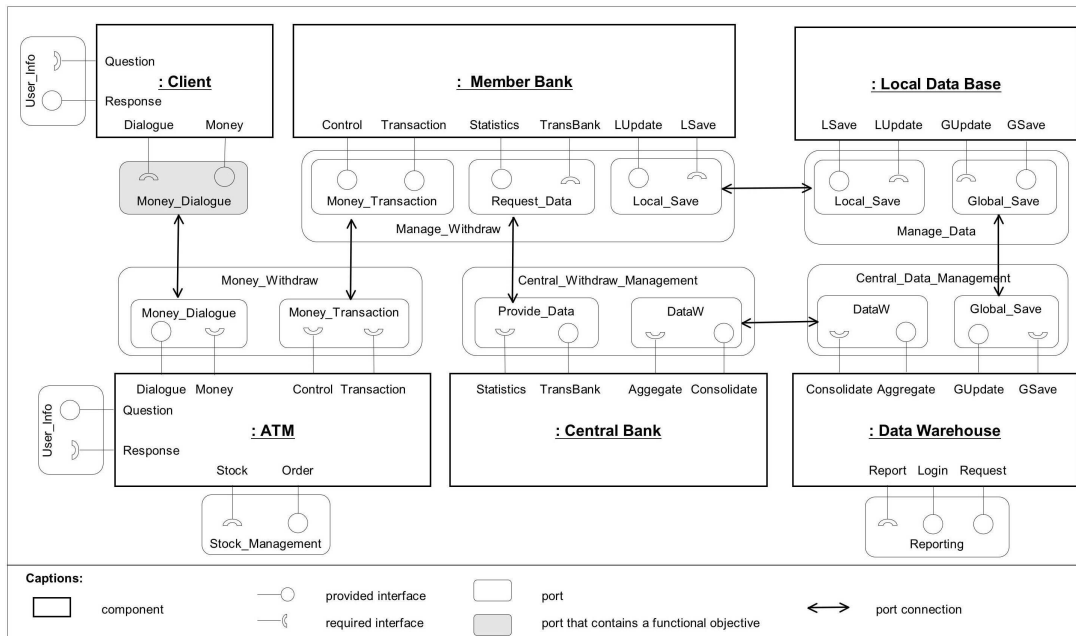 User_Info
Question
Response
: Client
Dialogue Money
Money_Dialogue
: Member Bank
Control Transaction Statistics TransBank LUpdate LSave
Money_Transaction Request_Data Local_Save
Manage_Withdraw
: Local Data Base
LSave LUpdate GUpdate GSave
Local_Save Global_Save
Manage_Data
Money_Withdraw
Money_Dialogue Money_Transaction
Central_Withdraw_Management
Provide_Data DataW
Central_Data_Management
DataW Global_Save
User_Info
Dialogue Money Control Transaction
Question
Response
: ATM
Stock Order
Stock_Management
Statistics TransBank Aggegate Consolidate
: Central Bank
Consolidate Aggregate GUpdate GSave
: Data Warehouse
Report Login Request
Reporting
Captions:
component
provided interface
required interface
port
port that contains a functional objective
port connection